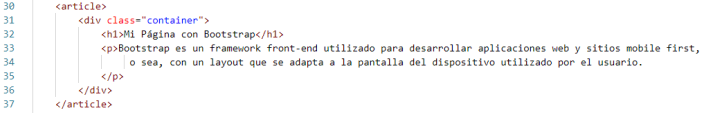 30 <article>
31 <div class="container">
32 <h1>Mi Página con Bootstrap</h1>
33 <p>Bootstrap es un framework front-end utilizado para desarrollar aplicaciones web y sitios mobile first,
34 o sea, con un layout que se adapta a la pantalla del dispositivo utilizado por el usuario.
35 </p>
36 </div>
37 </article>